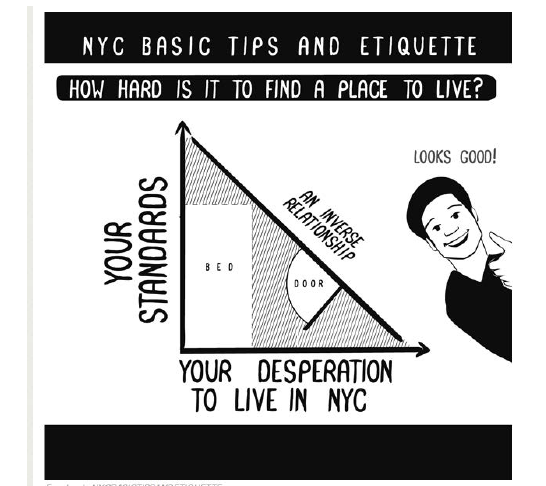 NYC BASIC TIPS AND ETIQUETTE
HOW HARD IS IT TO FIND A PLACE TO LIVE?
LOOKS GOOD!
YOUR
STANDARDS
AN INVERSE
RELATIONSHIP
BED
DOOR
YOUR DESPERATION
TO LIVE IN NYC